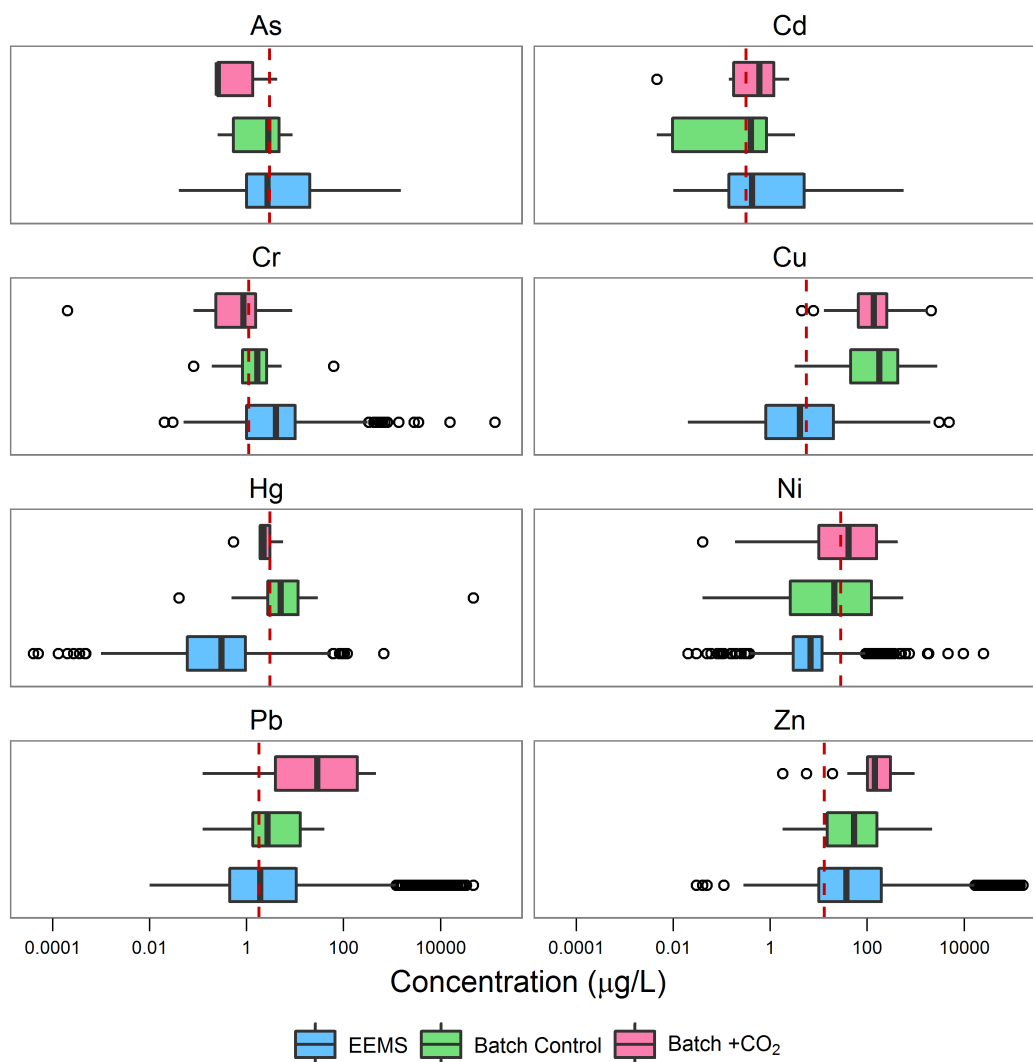 As Cd
Cr Cu
Hg Ni
Pb Zn
0.0001 0.01 1 100 10000 0.0001 0.01 1 100 10000
Concentration (μg/L)
EEMS Batch Control Batch +CO₂